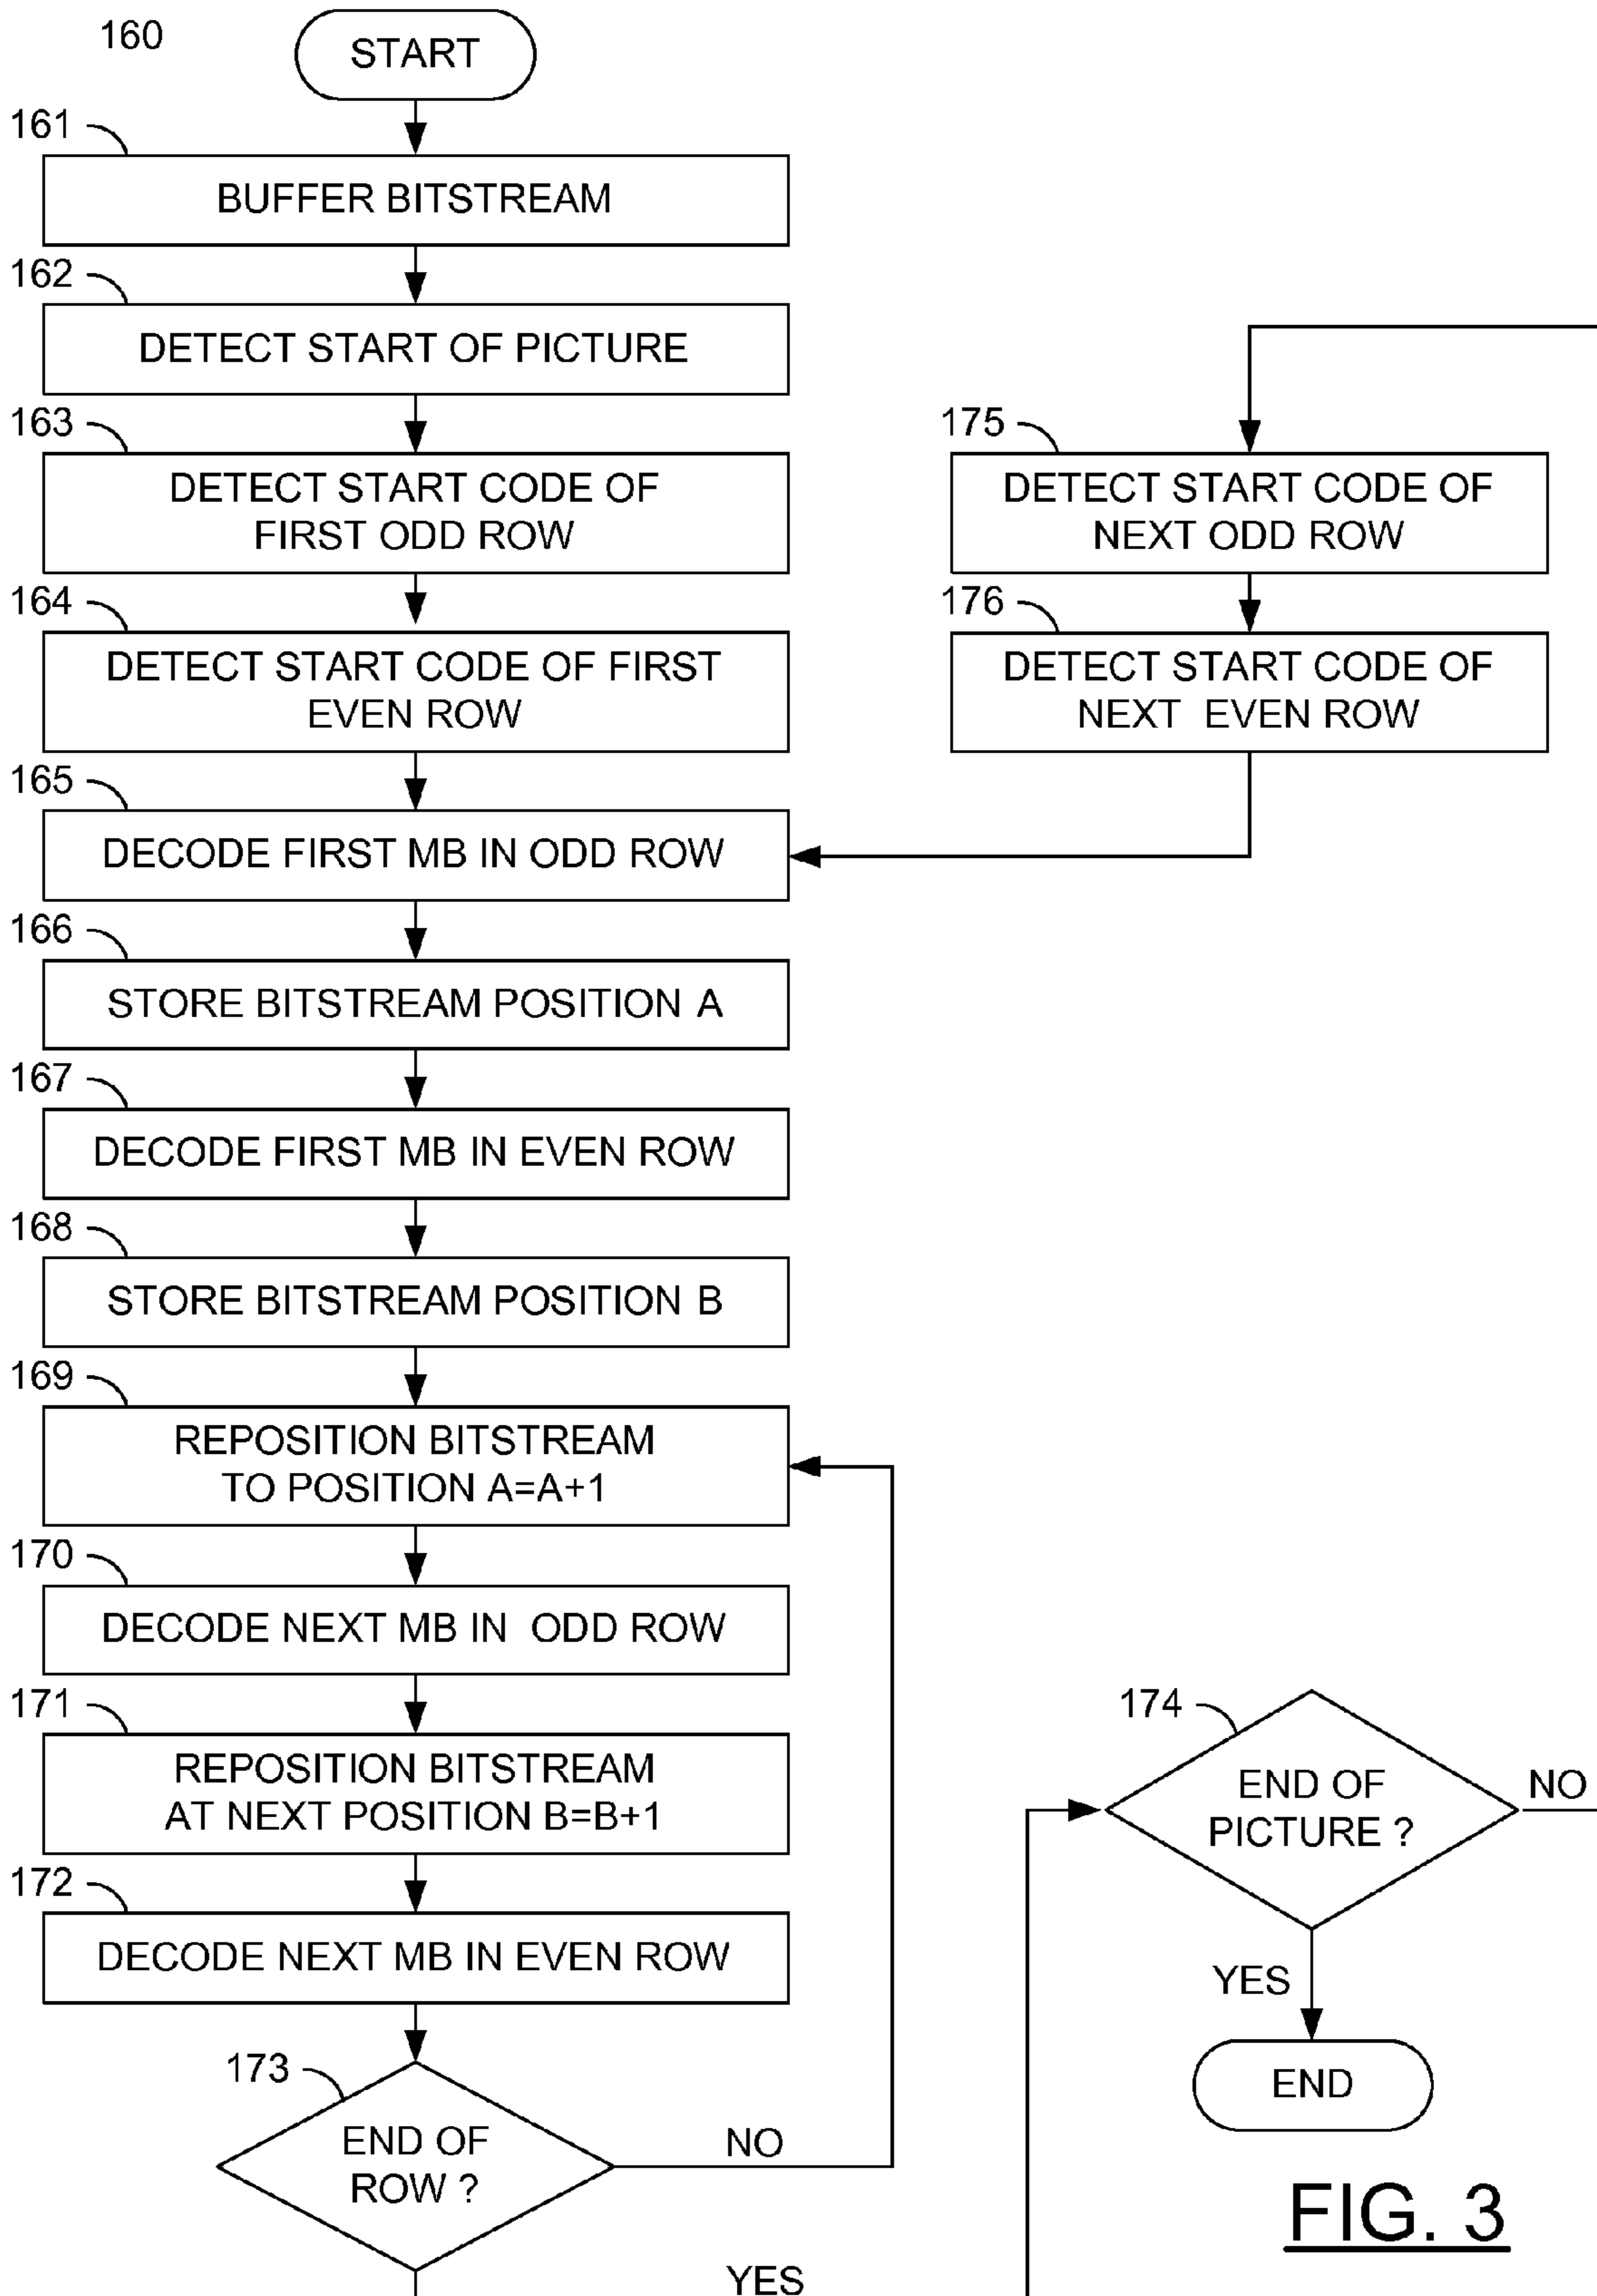 160
START
161
BUFFER BITSTREAM
162
DETECT START OF PICTURE
163
DETECT START CODE OF
FIRST ODD ROW
164
DETECT START CODE OF FIRST
EVEN ROW
165
DECODE FIRST MB IN ODD ROW
166
STORE BITSTREAM POSITION A
167
DECODE FIRST MB IN EVEN ROW
168
STORE BITSTREAM POSITION B
169
REPOSITION BITSTREAM
TO POSITION A=A+1
170
DECODE NEXT MB IN ODD ROW
171
REPOSITION BITSTREAM
AT NEXT POSITION B=B+1
172
DECODE NEXT MB IN EVEN ROW
173
END OF
ROW ?
NO
YES
174
END OF
PICTURE ?
NO
YES
END
175
DETECT START CODE OF
NEXT ODD ROW
176
DETECT START CODE OF
NEXT EVEN ROW
FIG. 3